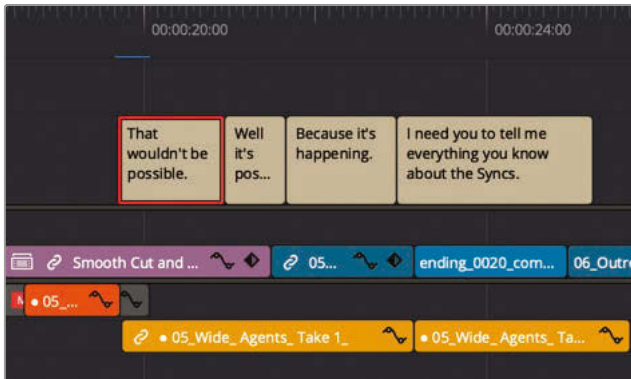 00:00:20:00 00:00:24:00
That
wouldn't be
possible.
Well
it's
pos...
Because it's
happening.
I need you to tell me
everything you know
about the Syncs.
Smooth Cut and ... 05... ending_0020_com... 06_Outro
05_...
05_Wide_ Agents_ Take 1_ 05_Wide_ Agents_ Ta...